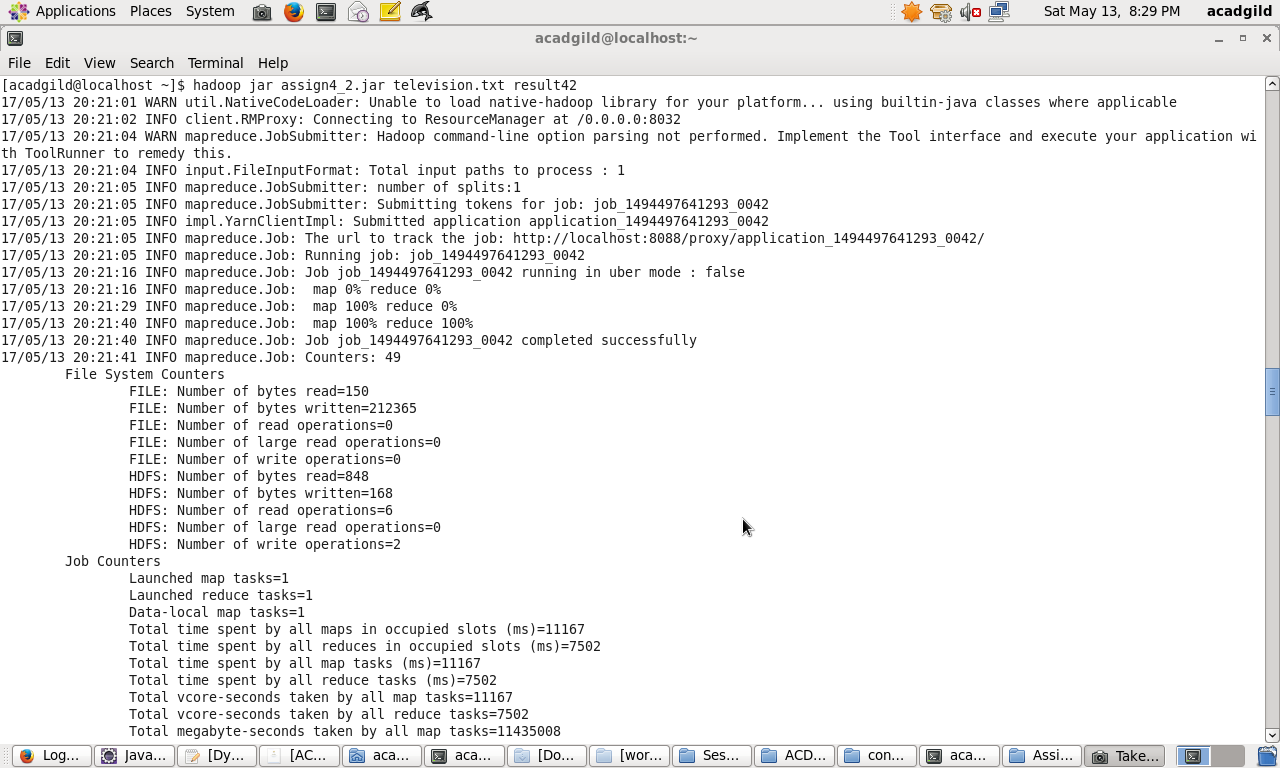 Applications Places System Sat May 13, 8:29 PM acadgild
acadgild@localhost:~
File Edit View Search Terminal Help
[acadgild@localhost ~]$ hadoop jar assign4_2.jar television.txt result42
17/05/13 20:21:01 WARN util.NativeCodeLoader: Unable to load native-hadoop library for your platform... using builtin-java classes where applicable
17/05/13 20:21:02 INFO client.RMProxy: Connecting to ResourceManager at /0.0.0.0:8032
17/05/13 20:21:04 WARN mapreduce.JobSubmitter: Hadoop command-line option parsing not performed. Implement the Tool interface and execute your application wi
th ToolRunner to remedy this.
17/05/13 20:21:04 INFO input.FileInputFormat: Total input paths to process : 1
17/05/13 20:21:05 INFO mapreduce.JobSubmitter: number of splits:1
17/05/13 20:21:05 INFO mapreduce.JobSubmitter: Submitting tokens for job: job_1494497641293_0042
17/05/13 20:21:05 INFO impl.YarnClientImpl: Submitted application application_1494497641293_0042
17/05/13 20:21:05 INFO mapreduce.Job: The url to track the job: http://localhost:8088/proxy/application_1494497641293_0042/
17/05/13 20:21:05 INFO mapreduce.Job: Running job: job_1494497641293_0042
17/05/13 20:21:16 INFO mapreduce.Job: Job job_1494497641293_0042 running in uber mode : false
17/05/13 20:21:16 INFO mapreduce.Job:  map 0% reduce 0%
17/05/13 20:21:29 INFO mapreduce.Job:  map 100% reduce 0%
17/05/13 20:21:40 INFO mapreduce.Job:  map 100% reduce 100%
17/05/13 20:21:40 INFO mapreduce.Job: Job job_1494497641293_0042 completed successfully
17/05/13 20:21:41 INFO mapreduce.Job: Counters: 49
File System Counters
FILE: Number of bytes read=150
FILE: Number of bytes written=212365
FILE: Number of read operations=0
FILE: Number of large read operations=0
FILE: Number of write operations=0
HDFS: Number of bytes read=848
HDFS: Number of bytes written=168
HDFS: Number of read operations=6
HDFS: Number of large read operations=0
HDFS: Number of write operations=2
Job Counters
Launched map tasks=1
Launched reduce tasks=1
Data-local map tasks=1
Total time spent by all maps in occupied slots (ms)=11167
Total time spent by all reduces in occupied slots (ms)=7502
Total time spent by all map tasks (ms)=11167
Total time spent by all reduce tasks (ms)=7502
Total vcore-seconds taken by all map tasks=11167
Total vcore-seconds taken by all reduce tasks=7502
Total megabyte-seconds taken by all map tasks=11435008
Log... Java... [Dy... [AC... aca... aca... [Do... [wor... Ses... ACD... con... aca... Assi... Take...